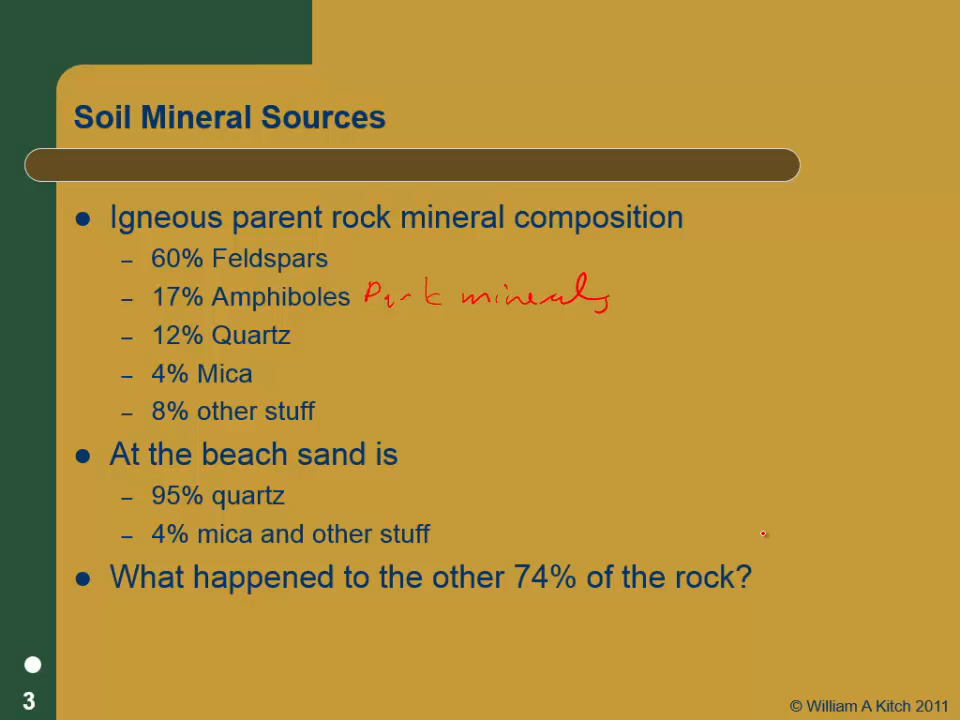 Soil Mineral Sources
Igneous parent rock mineral composition
– 60% Feldspars
– 17% Amphiboles minerals
– 12% Quartz
– 4% Mica
– 8% other stuff
At the beach sand is
– 95% quartz
– 4% mica and other stuff
What happened to the other 74% of the rock?
3
© William A Kitch 2011